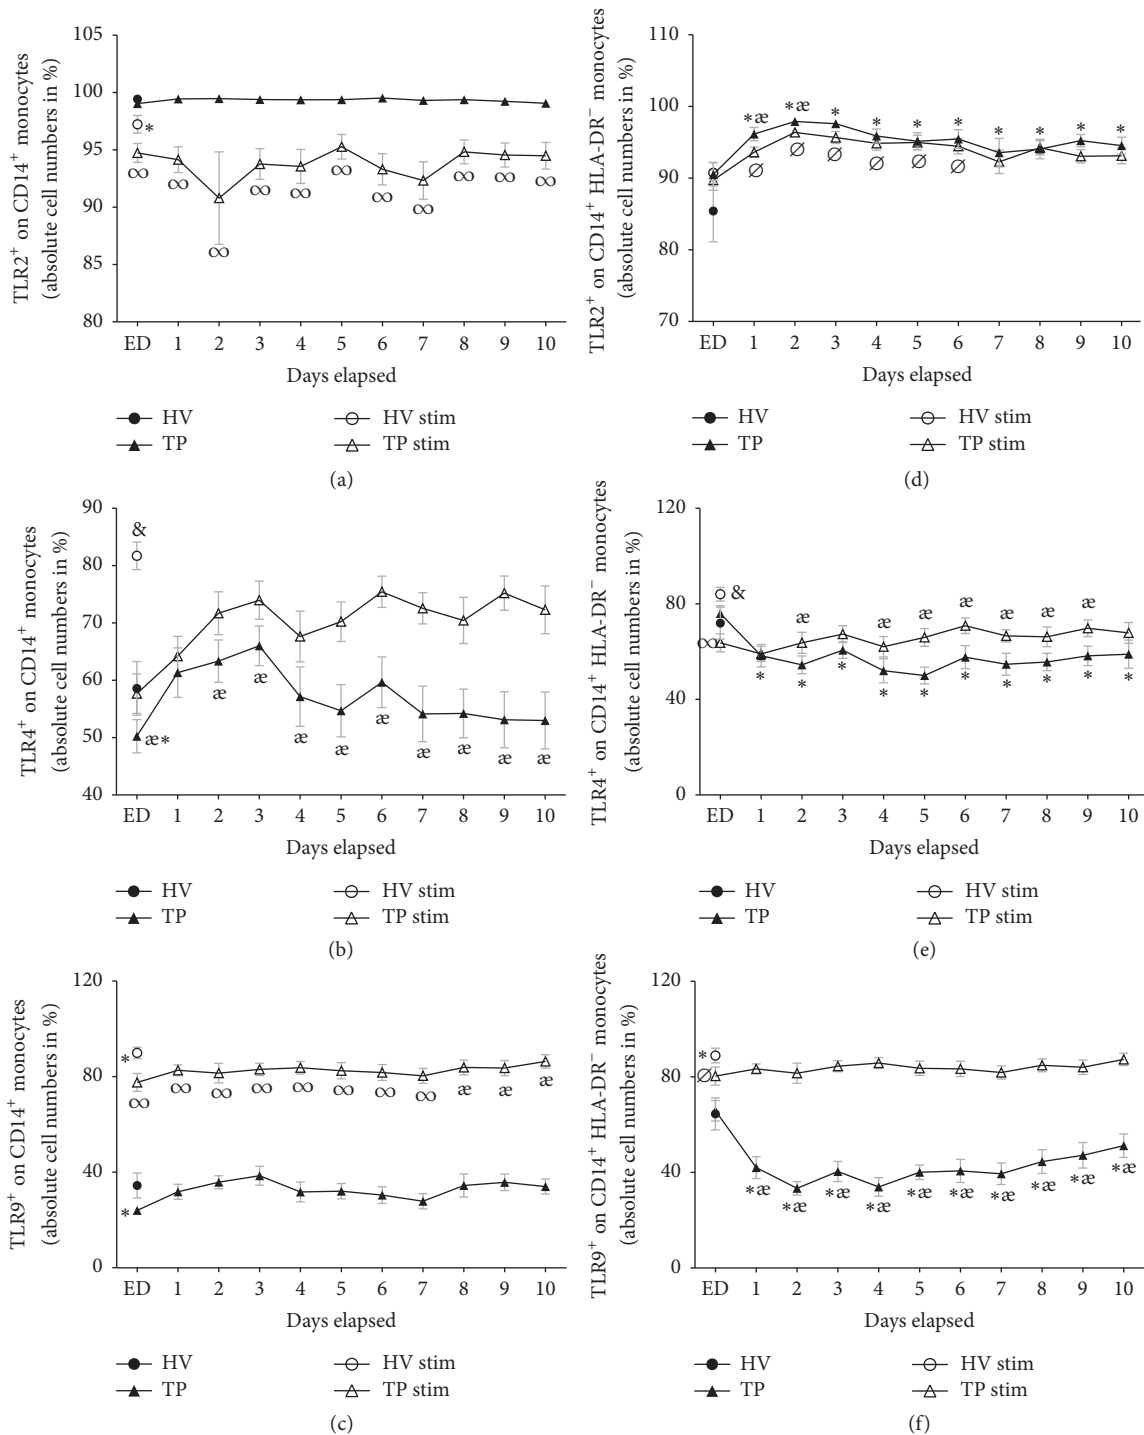 TLR2+ on CD14+ monocytes
(absolute cell numbers in %)
105
100
95
90
85
80
*
∞ ∞ ∞ ∞ ∞ ∞ ∞ ∞ ∞ ∞ ∞
ED 1 2 3 4 5 6 7 8 9 10
Days elapsed
HV HV stim
TP TP stim
(a)
TLR2+ on CD14+ HLA-DR− monocytes
(absolute cell numbers in %)
110
100
90
80
70
*æ *æ * * * * * * * *
∅ ∅ ∅ ∅ ∅ ∅
ED 1 2 3 4 5 6 7 8 9 10
Days elapsed
HV HV stim
TP TP stim
(d)
TLR4+ on CD14+ monocytes
(absolute cell numbers in %)
90
80
70
60
50
40
&
æ* æ æ æ æ æ æ æ æ æ
ED 1 2 3 4 5 6 7 8 9 10
Days elapsed
HV HV stim
TP TP stim
(b)
TLR4+ on CD14+ HLA-DR− monocytes
(absolute cell numbers in %)
120
80
40
0
&
∞ æ æ æ æ æ æ æ
* * * * * * * * * *
ED 1 2 3 4 5 6 7 8 9 10
Days elapsed
HV HV stim
TP TP stim
(e)
TLR9+ on CD14+ monocytes
(absolute cell numbers in %)
120
80
40
0
*
∞ ∞ ∞ ∞ ∞ ∞ ∞ ∞ æ æ æ
*
ED 1 2 3 4 5 6 7 8 9 10
Days elapsed
HV HV stim
TP TP stim
(c)
TLR9+ on CD14+ HLA-DR− monocytes
(absolute cell numbers in %)
120
80
40
0
*
∅
*æ *æ *æ *æ *æ *æ *æ *æ *æ *æ
ED 1 2 3 4 5 6 7 8 9 10
Days elapsed
HV HV stim
TP TP stim
(f)